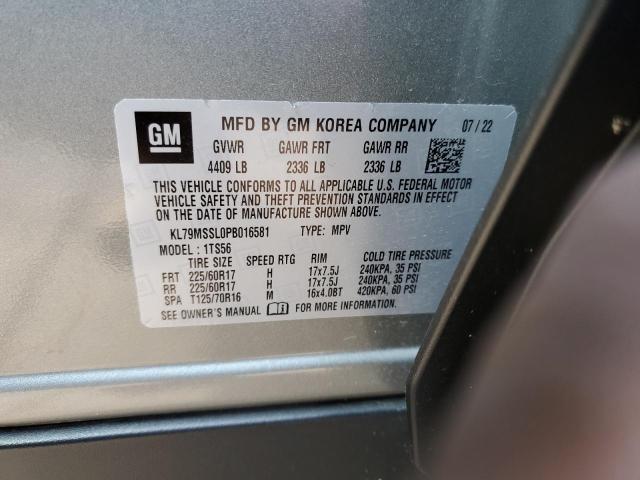 GM
MFD BY GM KOREA COMPANY 07 / 22
GVWR GAWR FRT GAWR RR
4409 LB 2336 LB 2336 LB
THIS VEHICLE CONFORMS TO ALL APPLICABLE U.S. FEDERAL MOTOR
VEHICLE SAFETY AND THEFT PREVENTION STANDARDS IN EFFECT
ON THE DATE OF MANUFACTURE SHOWN ABOVE.
KL79MSSL0PB016581 TYPE: MPV
MODEL : 1TS56
TIRE SIZE SPEED RTG RIM COLD TIRE PRESSURE
FRT 225/60R17 H 17x7.5J 240KPA, 35 PSI
RR 225/60R17 H 17x7.5J 240KPA, 35 PSI
SPA T125/70R16 M 16x4.0BT 420KPA, 60 PSI
SEE OWNER'S MANUAL FOR MORE INFORMATION.